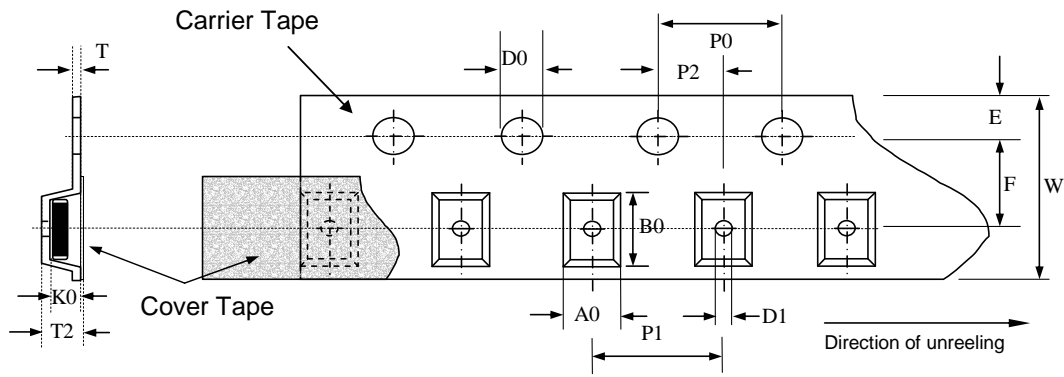 Carrier Tape
T
D0
P0
P2
E
F
W
B0
K0
Cover Tape
T2
A0
P1
D1
Direction of unreeling